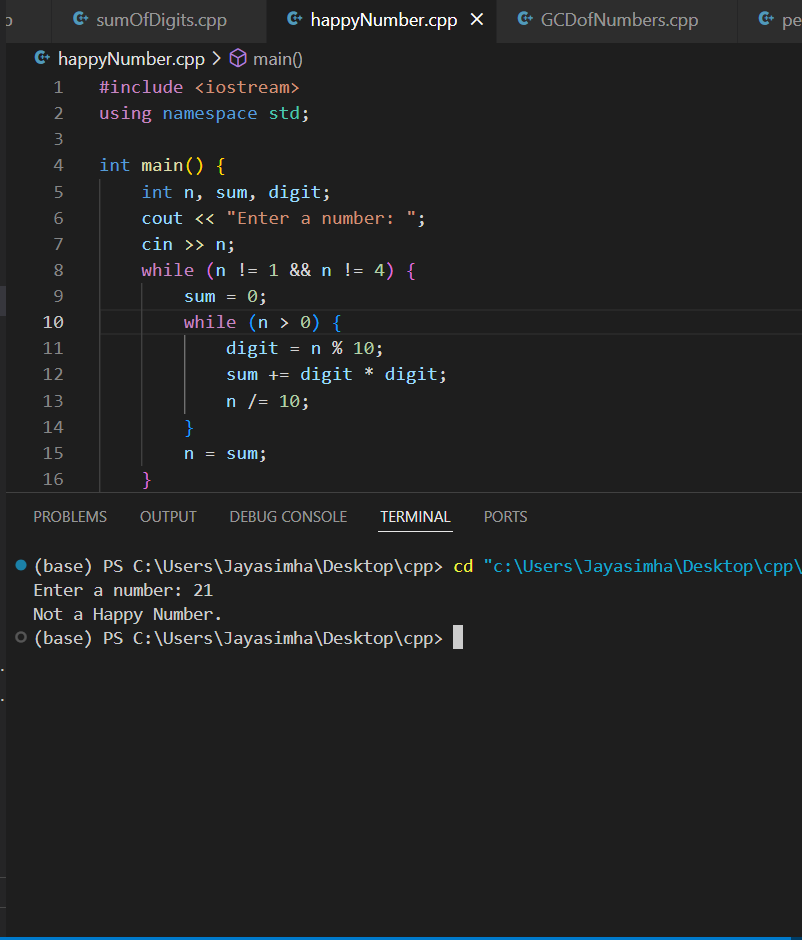 sumOfDigits.cpp happyNumber.cpp GCDofNumbers.cpp pe
happyNumber.cpp > main()
1 #include <iostream>
2 using namespace std;
3
4 int main() {
5 int n, sum, digit;
6 cout << "Enter a number: ";
7 cin >> n;
8 while (n != 1 && n != 4) {
9 sum = 0;
10 while (n > 0) {
11 digit = n % 10;
12 sum += digit * digit;
13 n /= 10;
14 }
15 n = sum;
16 }
PROBLEMS OUTPUT DEBUG CONSOLE TERMINAL PORTS
(base) PS C:\Users\Jayasimha\Desktop\cpp> cd "c:\Users\Jayasimha\Desktop\cpp\
Enter a number: 21
Not a Happy Number.
(base) PS C:\Users\Jayasimha\Desktop\cpp>